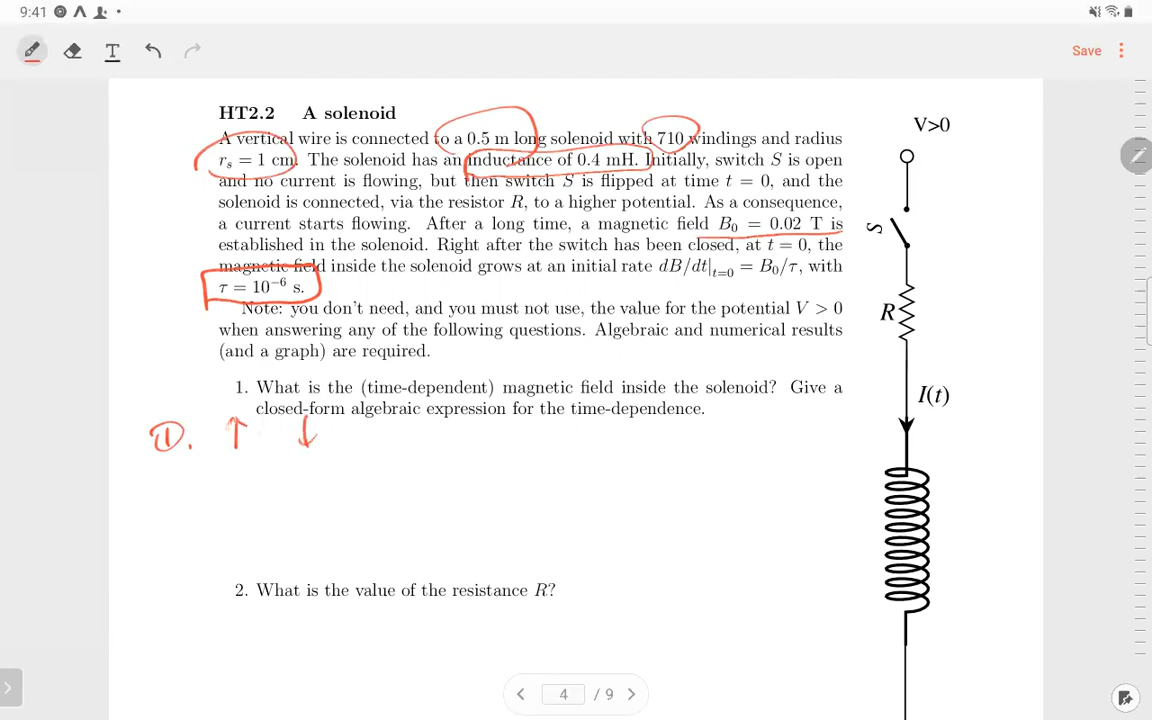 9:41
Save
HT2.2 A solenoid
A vertical wire is connected to a 0.5 m long solenoid with 710 windings and radius
rₛ = 1 cm. The solenoid has an inductance of 0.4 mH. Initially, switch S is open
and no current is flowing, but then switch S is flipped at time t = 0, and the
solenoid is connected, via the resistor R, to a higher potential. As a consequence,
a current starts flowing. After a long time, a magnetic field B₀ = 0.02 T is
established in the solenoid. Right after the switch has been closed, at t = 0, the
magnetic field inside the solenoid grows at an initial rate dB/dt|ₜ₌₀ = B₀/τ, with
τ = 10⁻⁶ s.
Note: you don't need, and you must not use, the value for the potential V > 0
when answering any of the following questions. Algebraic and numerical results
(and a graph) are required.
1. What is the (time-dependent) magnetic field inside the solenoid? Give a
closed-form algebraic expression for the time-dependence.
①. ↑ ↓
2. What is the value of the resistance R?
V>0
S
R
I(t)
4 / 9